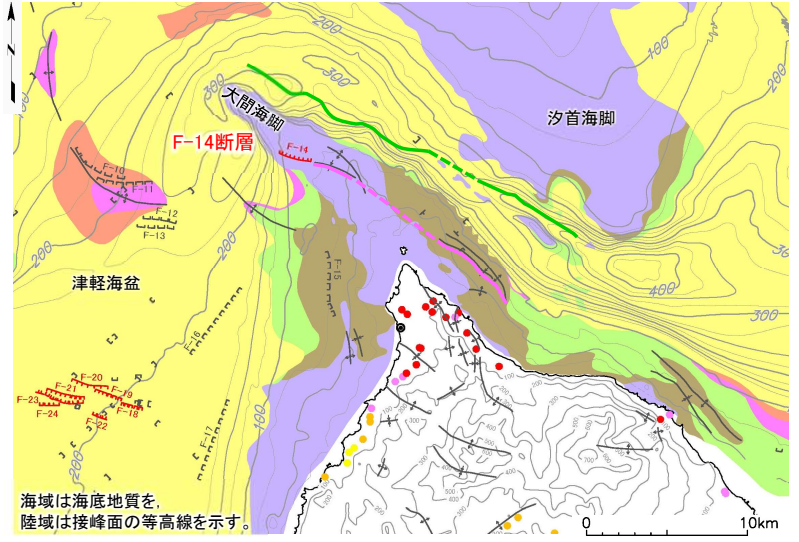 N
100
200
300
300
大間海脚
汐首海脚
F-14断層
F-14
F-10
F-11
F-12
F-13
200
200
津軽海盆
F-15
F-16
400
300
F-20
F-21
F-19
F-23
F-24
F-18
F-22
F-17
100
200
海域は海底地質を,
陸域は接峰面の等高線を示す。
0 10km